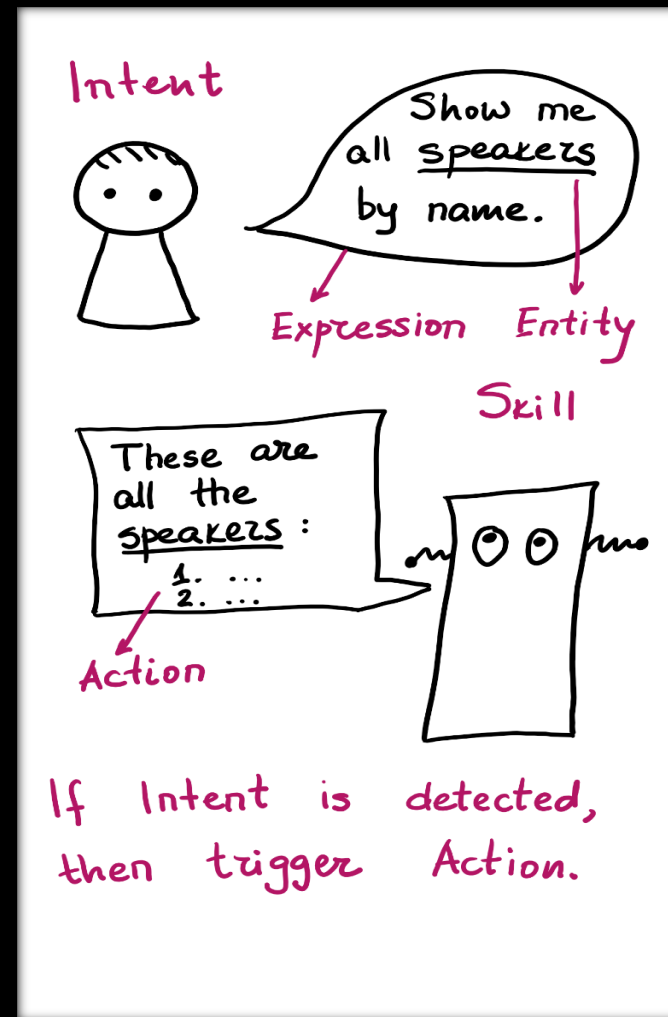 Intent
Show me
all speakers
by name.
Expression Entity
Skill
These are
all the
speakers :
1. ...
2. ...
Action
If Intent is detected,
then trigger Action.